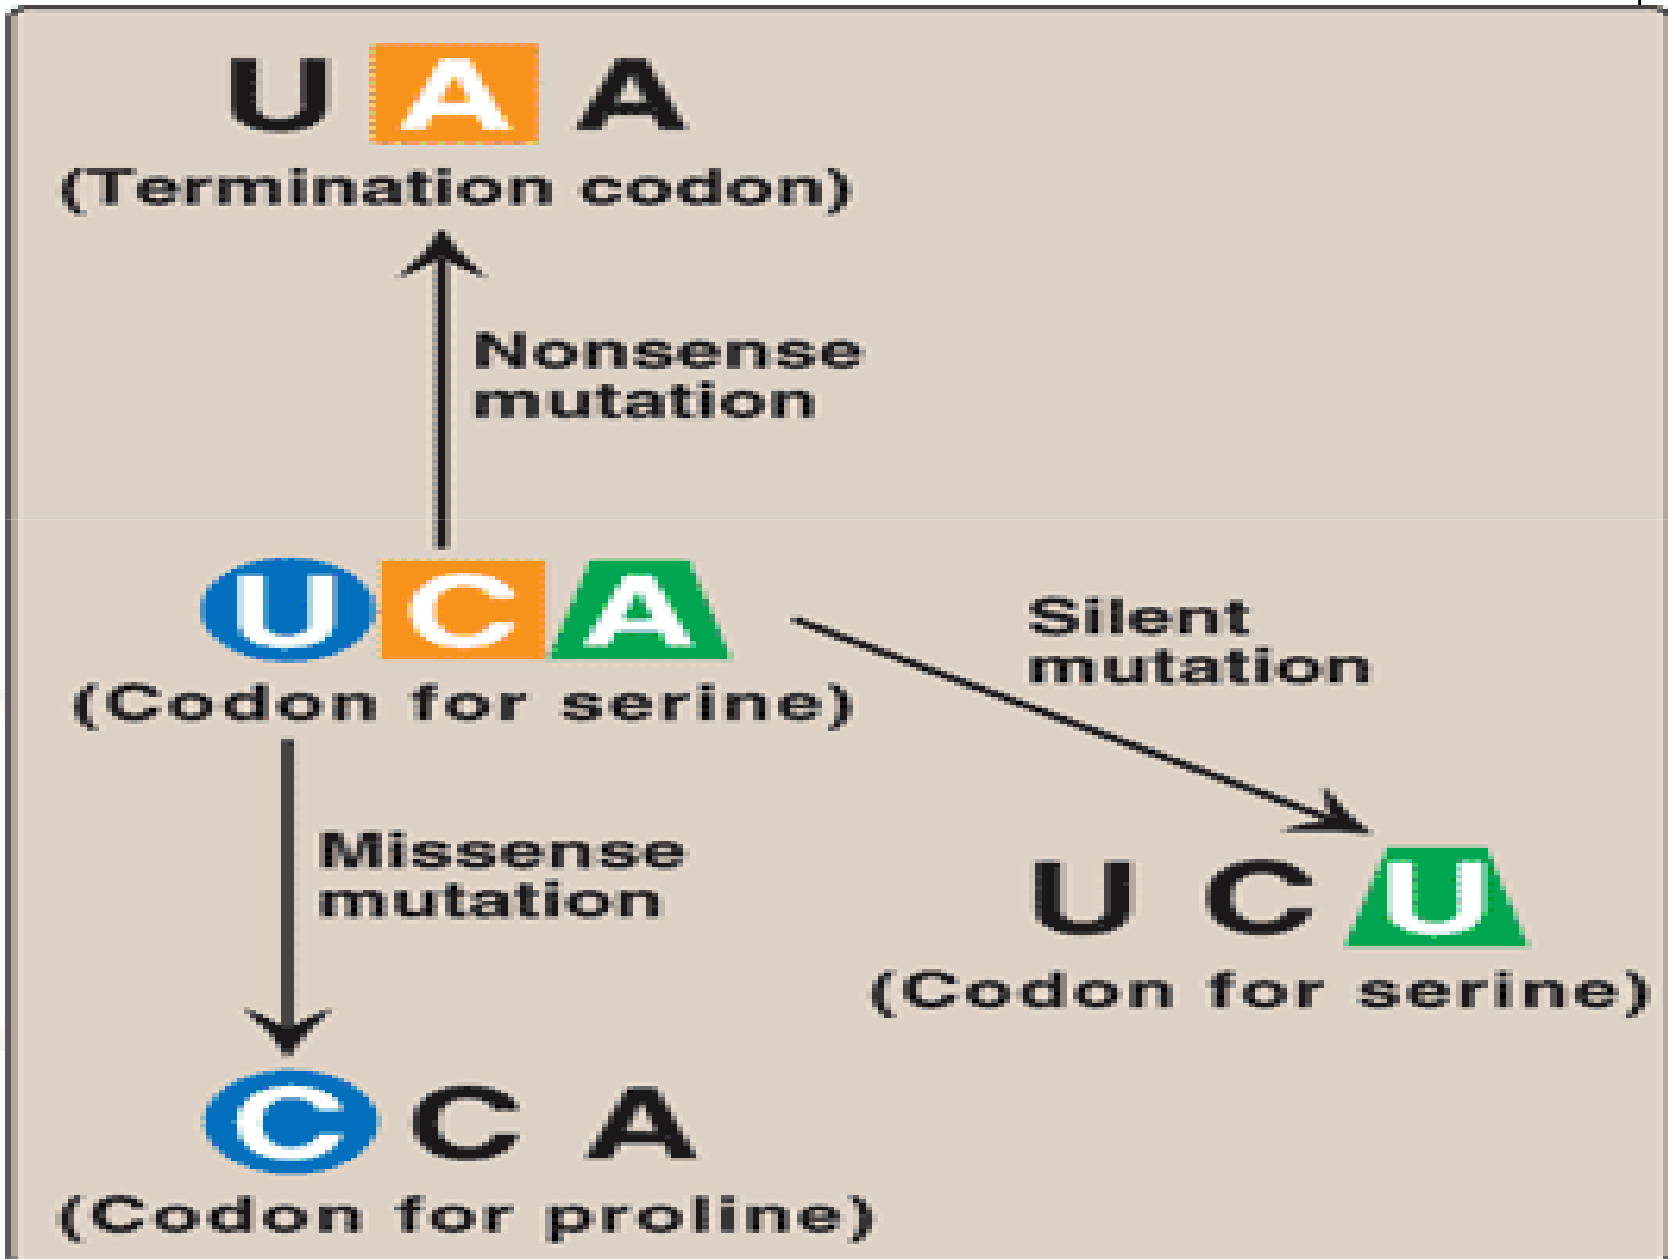 U A A
(Termination codon)
Nonsense
mutation
U C A
(Codon for serine)
Silent
mutation
Missense
mutation
U C U
(Codon for serine)
C C A
(Codon for proline)